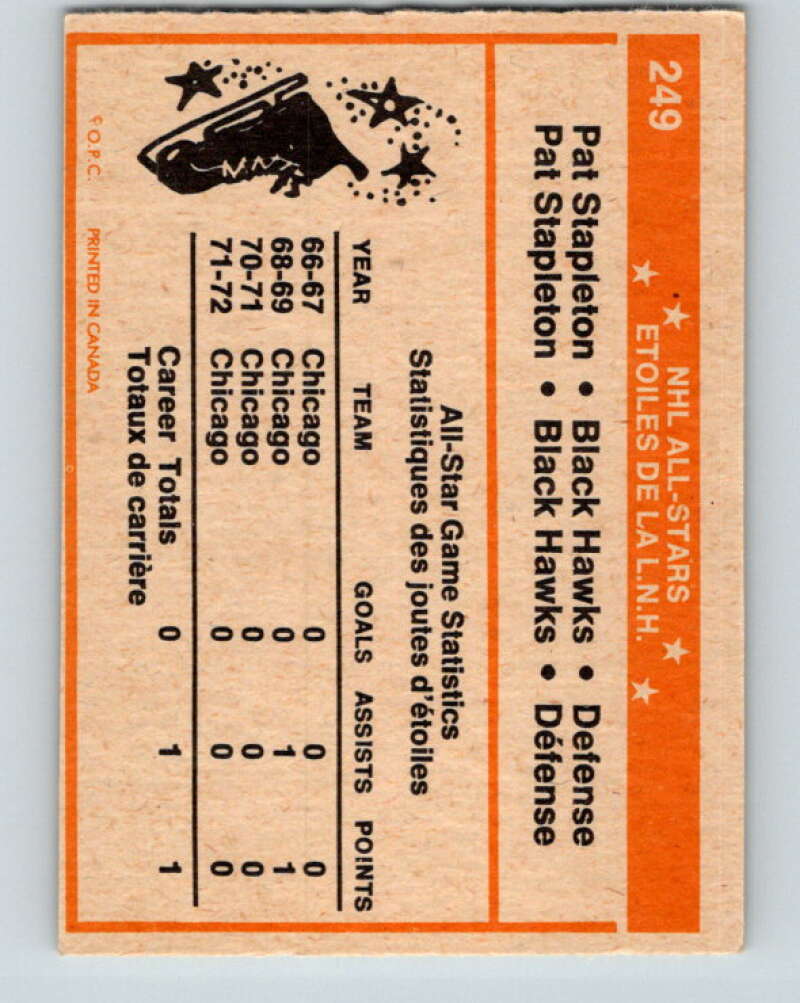 249
NHL ALL-STARS
ETOILES DE LA L.N.H.
Pat Stapleton • Black Hawks • Defense
Pat Stapleton • Black Hawks • Défense
All-Star Game Statistics
Statistiques des joutes d'étoiles
YEAR TEAM GOALS ASSISTS POINTS
66-67 Chicago 0 0 0
68-69 Chicago 0 1 1
70-71 Chicago 0 0 0
71-72 Chicago 0 0 0
Career Totals 0 1 1
Totaux de carrière
© O.P.C. PRINTED IN CANADA